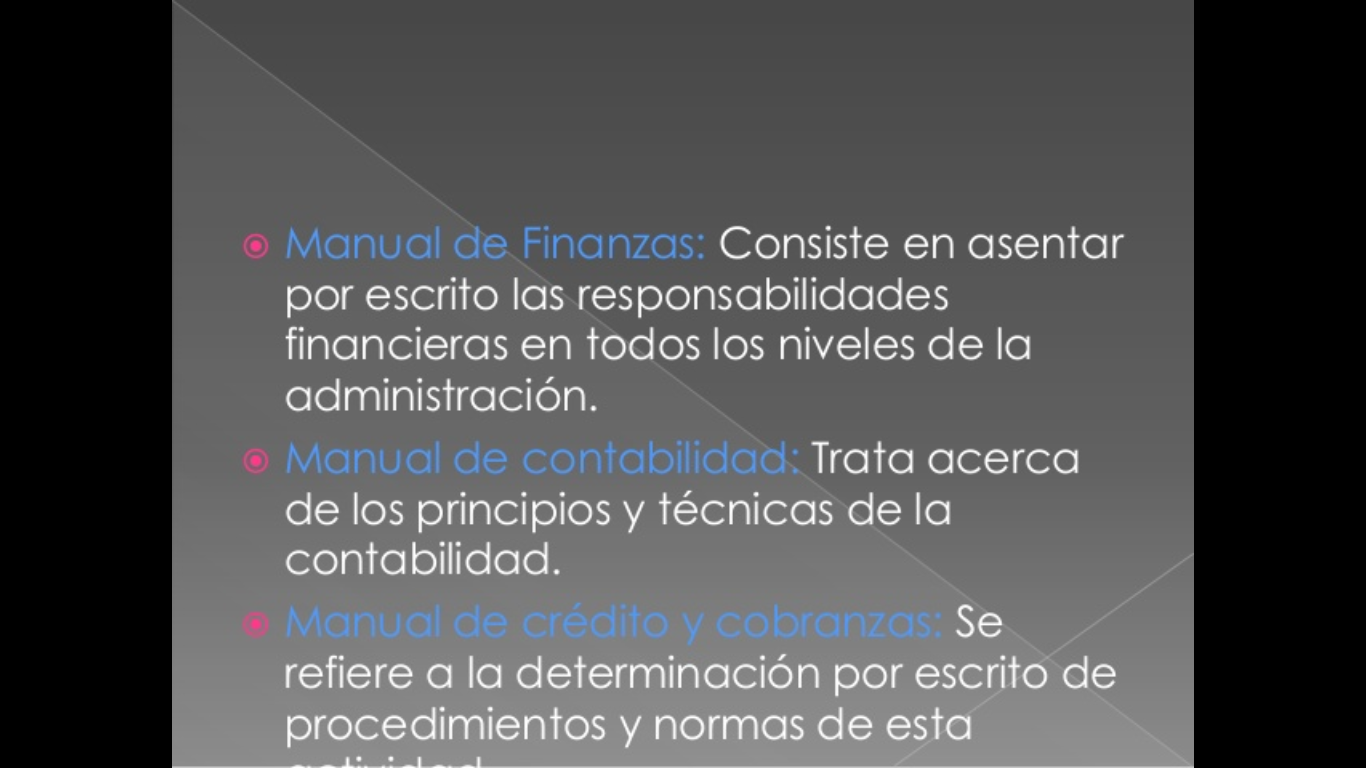 Manual de Finanzas: Consiste en asentar
por escrito las responsabilidades
financieras en todos los niveles de la
administración.
Manual de contabilidad: Trata acerca
de los principios y técnicas de la
contabilidad.
Manual de crédito y cobranzas: Se
refiere a la determinación por escrito de
procedimientos y normas de esta